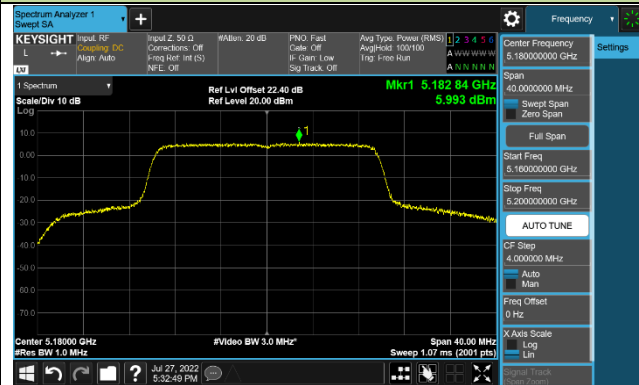 Spectrum Analyzer 1
Swept SA
Frequency
KEYSIGHT
Input: RF
Coupling: DC
Align: Auto
Input Z: 50 Ω
Corrections: Off
Freq Ref: Int (S)
NFE: Off
#Atten: 20 dB
PNO: Fast
Gate: Off
IF Gain: Low
Sig Track: Off
Avg Type: Power (RMS)
Avg|Hold: 100/100
Trig: Free Run
1 2 3 4 5 6
A W W W W W
A N N N N N
L
LXI
1 Spectrum
Scale/Div 10 dB
Log
Ref Lvl Offset 22.40 dB
Ref Level 20.00 dBm
Mkr1 5.182 84 GHz
5.993 dBm
1
10.0
0.00
-10.0
-20.0
-30.0
-40.0
-50.0
-60.0
-70.0
Center 5.18000 GHz
#Res BW 1.0 MHz
#Video BW 3.0 MHz*
Span 40.00 MHz
Sweep 1.07 ms (2001 pts)
Jul 27, 2022
5:32:49 PM
Center Frequency
5.180000000 GHz
Span
40.0000000 MHz
Swept Span
Zero Span
Full Span
Start Freq
5.160000000 GHz
Stop Freq
5.200000000 GHz
AUTO TUNE
CF Step
4.000000 MHz
Auto
Man
Freq Offset
0 Hz
X Axis Scale
Log
Lin
Signal Track
(Span Zoom)
Settings